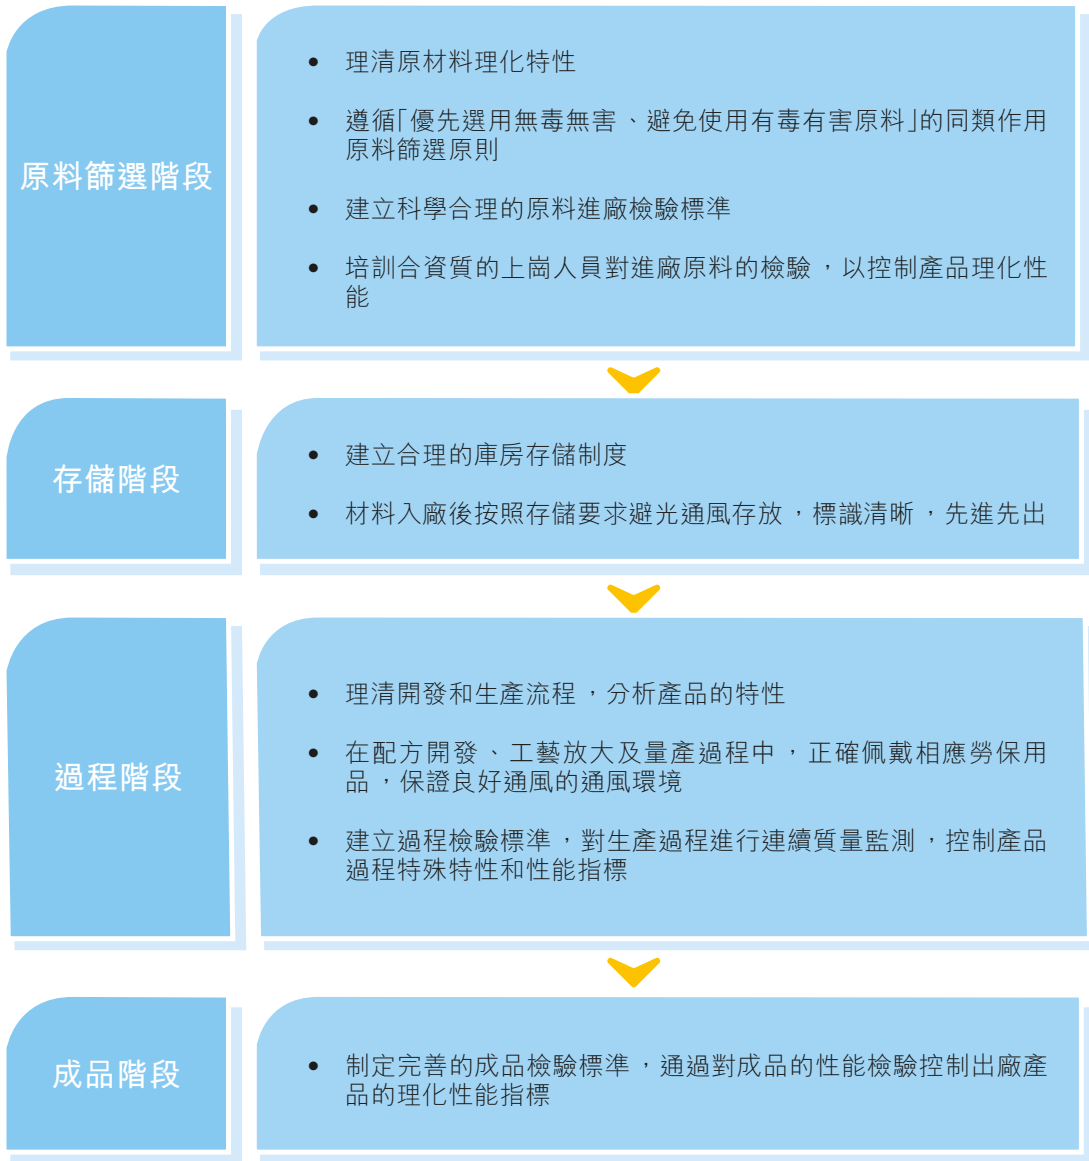 原料篩選階段
• 理清原材料理化特性
• 遵循「優先選用無毒無害、避免使用有毒有害原料」的同類作用
原料篩選原則
• 建立科學合理的原料進廠檢驗標準
• 培訓合資質的上崗人員對進廠原料的檢驗，以控制產品理化性
能
存儲階段
• 建立合理的庫房存儲制度
• 材料入廠後按照存儲要求避光通風存放，標識清晰，先進先出
過程階段
• 理清開發和生產流程，分析產品的特性
• 在配方開發、工藝放大及量產過程中，正確佩戴相應勞保用
品，保證良好通風的通風環境
• 建立過程檢驗標準，對生產過程進行連續質量監測，控制產品
過程特殊特性和性能指標
成品階段
• 制定完善的成品檢驗標準，通過對成品的性能檢驗控制出廠產
品的理化性能指標